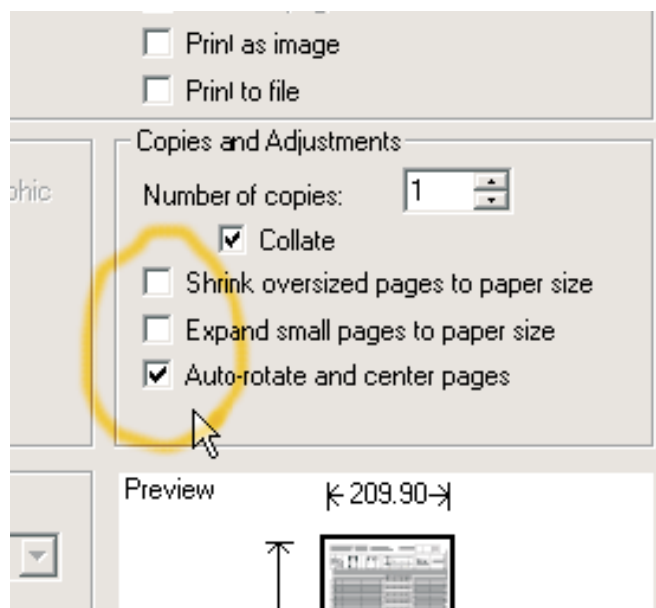 Print as image
Print to file
Copies and Adjustments
phic
Number of copies: 1
Collate
Shrink oversized pages to paper size
Expand small pages to paper size
Auto-rotate and center pages
Preview
209.90